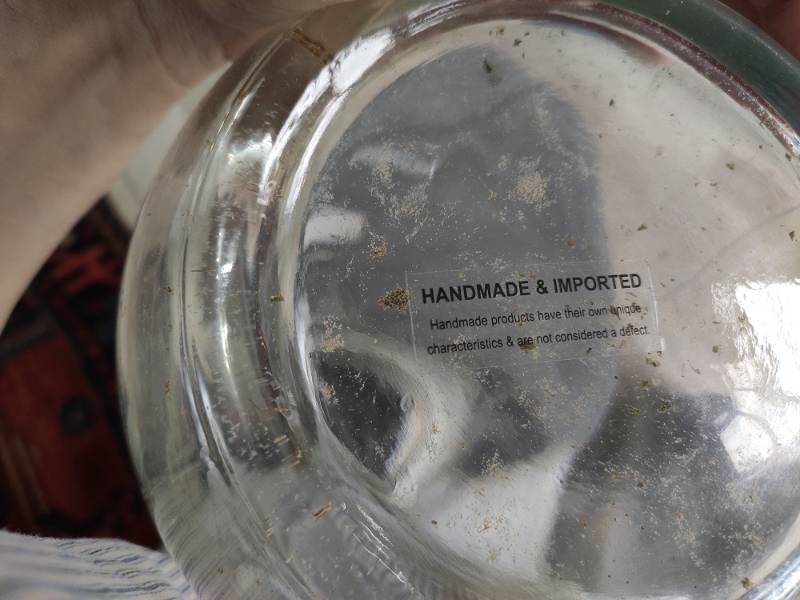 HANDMADE & IMPORTED
Handmade products have their own unique
characteristics & are not considered a defect